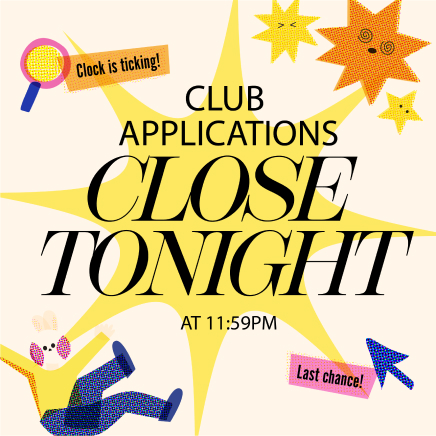 Clock is ticking!
CLUB
APPLICATIONS
CLOSE
TONIGHT
AT 11:59PM
Last chance!